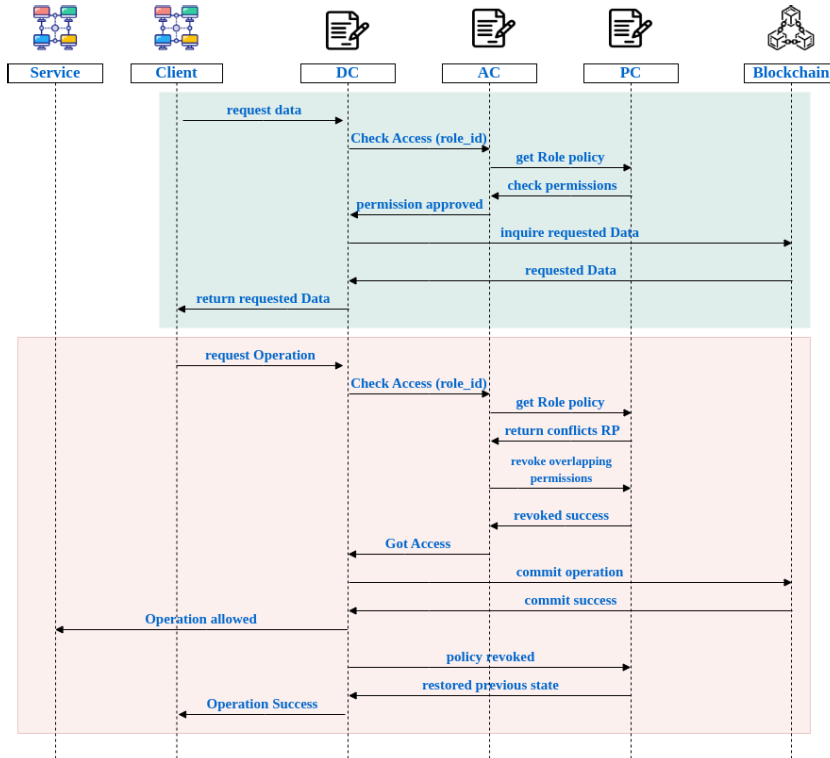 Service
Client
DC
AC
PC
Blockchain
request data
Check Access (role_id)
get Role policy
check permissions
permission approved
inquire requested Data
requested Data
return requested Data
request Operation
Check Access (role_id)
get Role policy
return conflicts RP
revoke overlapping
permissions
revoked success
Got Access
commit operation
commit success
Operation allowed
policy revoked
restored previous state
Operation Success